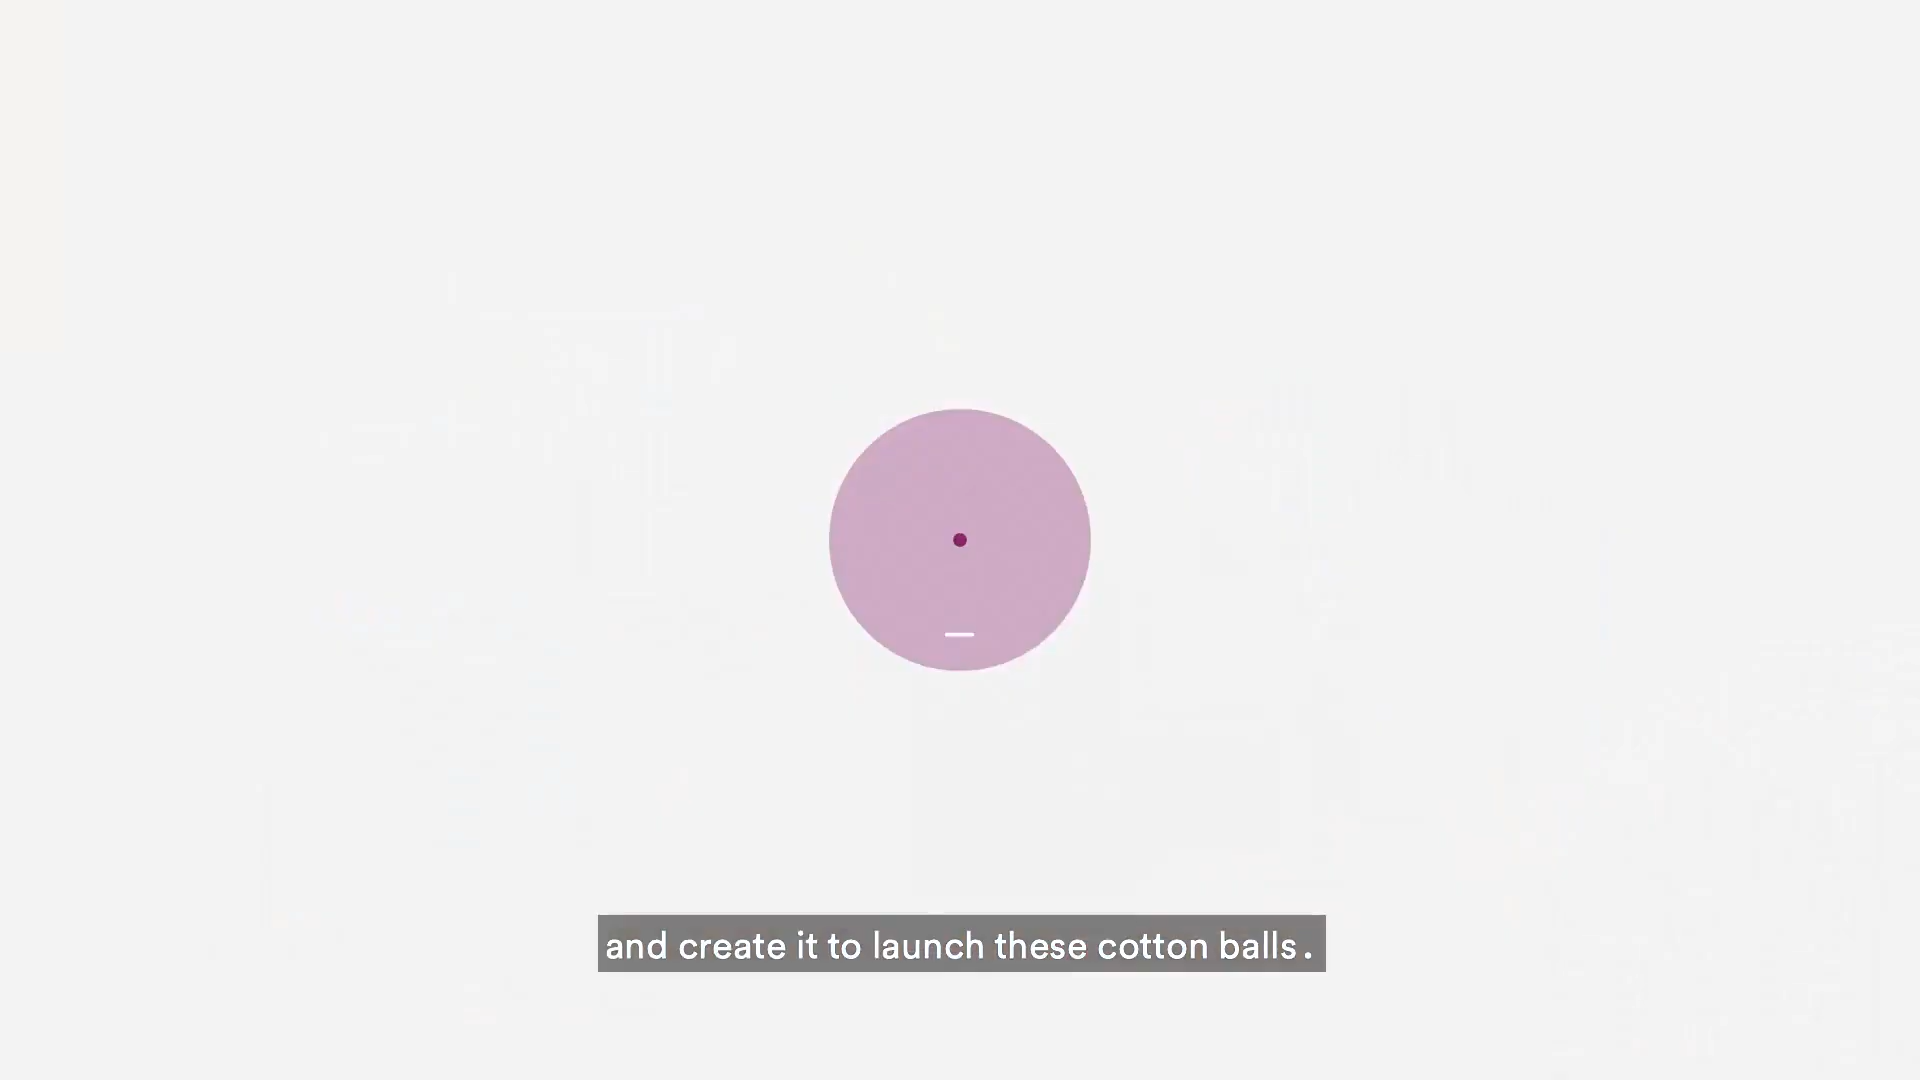 and create it to launch these cotton balls.